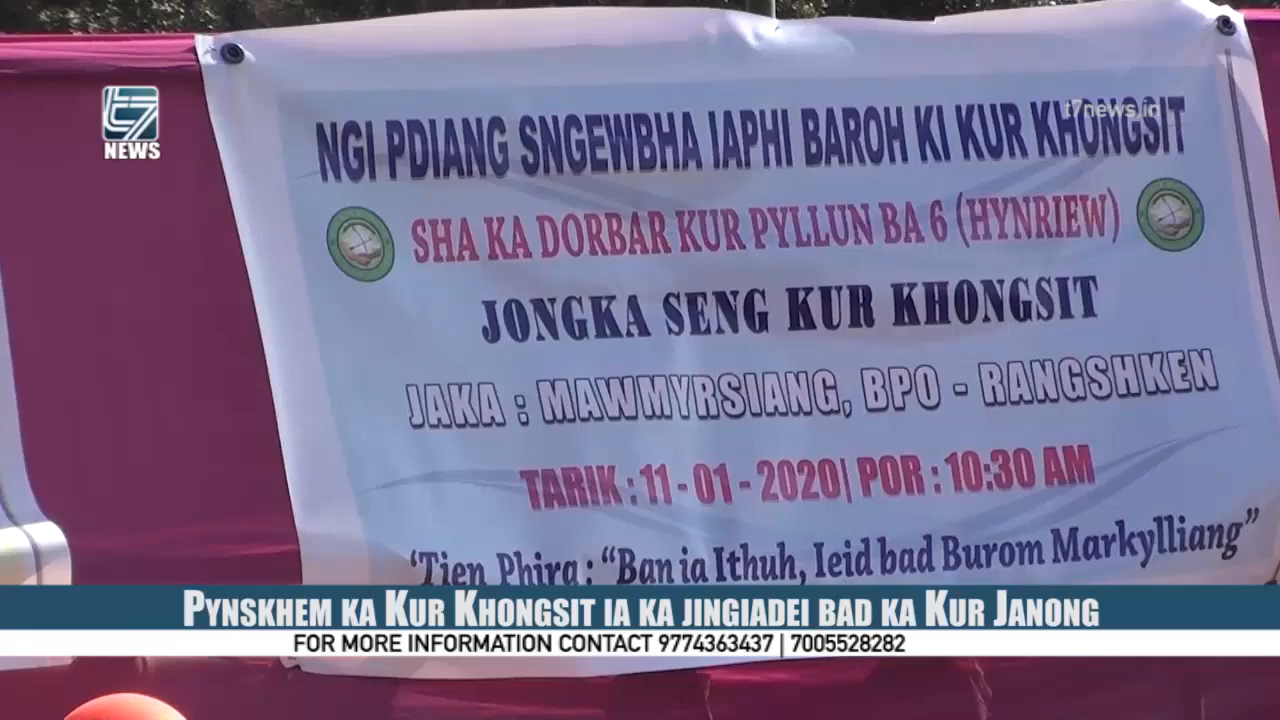 t7 NEWS
t7news.in
NGI PDIANG SNGEWBHA IAPHI BAROH KI KUR KHONGSIT
SHA KA DORBAR KUR PYLLUN BA 6 (HYNRIEW)
JONGKA SENG KUR KHONGSIT
JAKA : MAWMYRSIANG, BPO - RANGSHKEN
TARIK : 11 - 01 - 2020| POR : 10:30 AM
‘Tien Phira : “Ban ia Ithuh, Ieid bad Burom Markylliang”
PYNSKHEM KA KUR KHONGSIT IA KA JINGIADEI BAD KA KUR JANONG
FOR MORE INFORMATION CONTACT 9774363437 | 7005528282